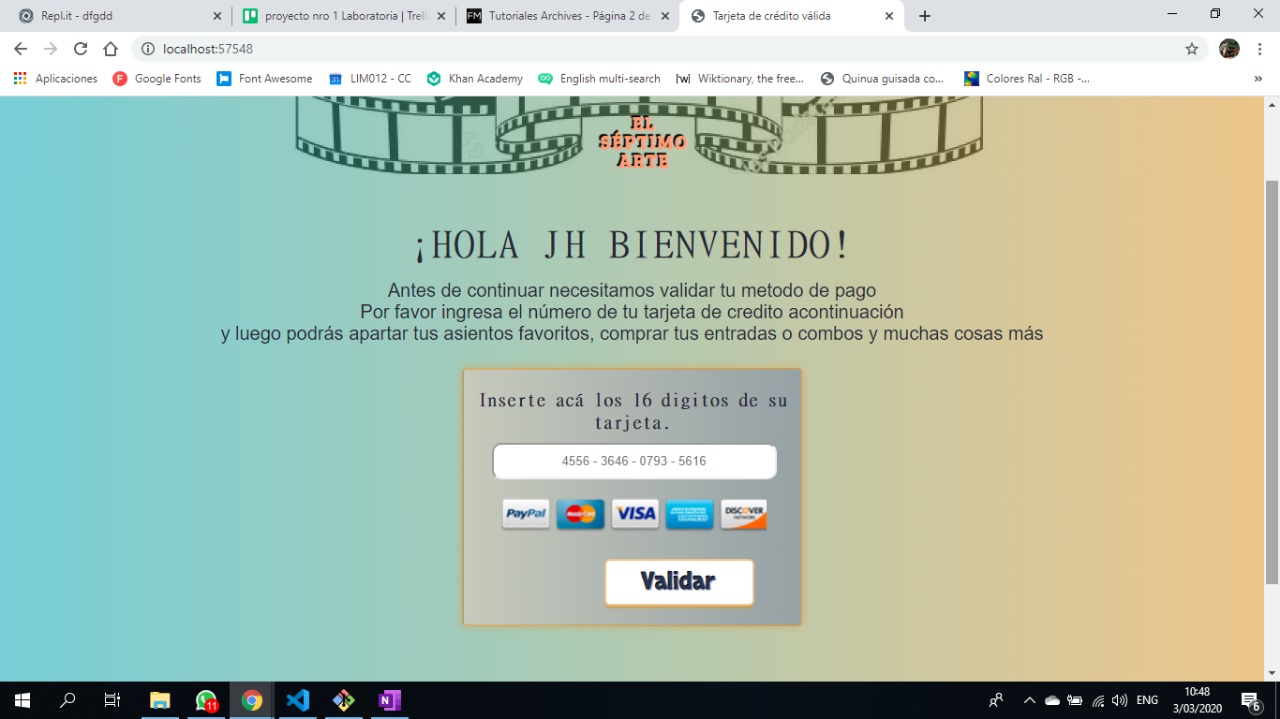 Repl.it - dfgdd
proyecto nro 1 Laboratoria | Trell
Tutoriales Archives - Página 2 de
Tarjeta de crédito válida
localhost:57548
Aplicaciones
Google Fonts
Font Awesome
LIM012 - CC
Khan Academy
English multi-search
[w] Wiktionary, the free...
Quinua guisada co...
Colores Ral - RGB -...
»
EL
SÉPTIMO
ARTE
¡HOLA JH BIENVENIDO!
Antes de continuar necesitamos validar tu metodo de pago
Por favor ingresa el número de tu tarjeta de credito acontinuación
y luego podrás apartar tus asientos favoritos, comprar tus entradas o combos y muchas cosas más
Inserte acá los 16 digitos de su
tarjeta.
4556 - 3646 - 0793 - 5616
PayPal MasterCard VISA AMERICAN EXPRESS DISCOVER NETWORK
Validar
11
ENG
10:48
3/03/2020
6